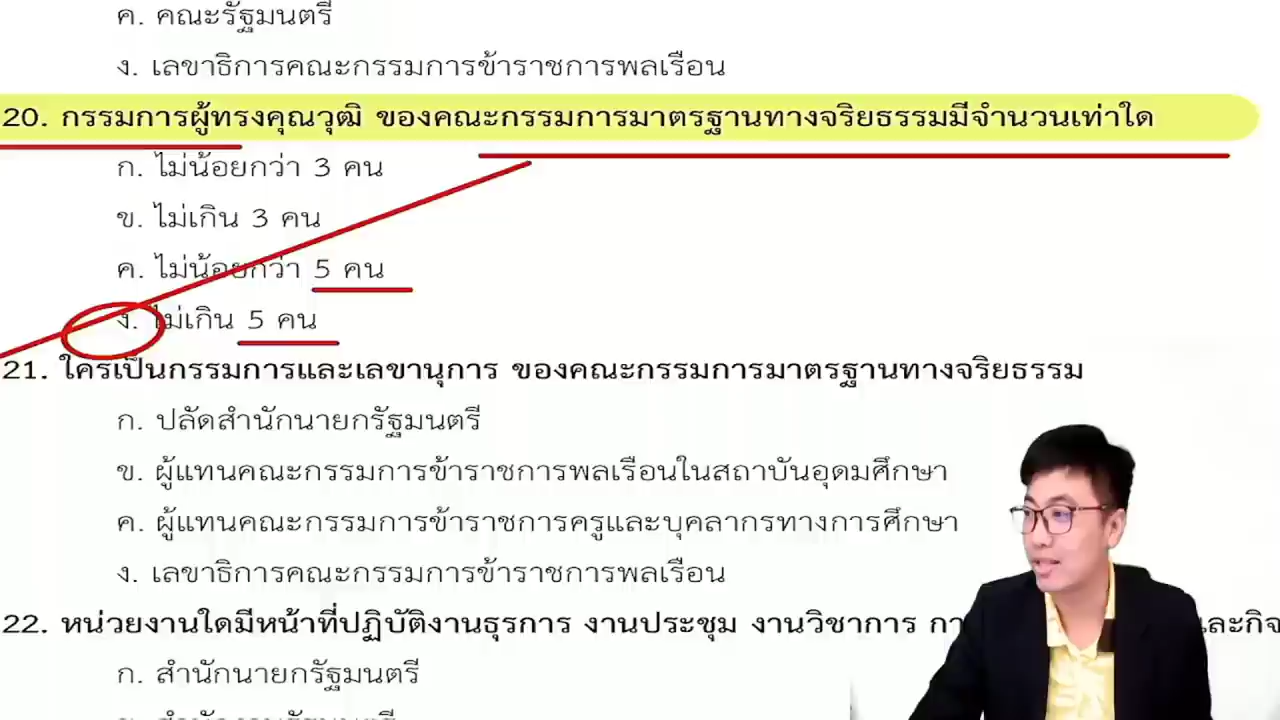 ค. คณะรัฐมนตรี
ง. เลขาธิการคณะกรรมการข้าราชการพลเรือน
20. กรรมการผู้ทรงคุณวุฒิ ของคณะกรรมการมาตรฐานทางจริยธรรมมีจำนวนเท่าใด
ก. ไม่น้อยกว่า 3 คน
ข. ไม่เกิน 3 คน
ค. ไม่น้อยกว่า 5 คน
ง. ไม่เกิน 5 คน
21. ใครเป็นกรรมการและเลขานุการ ของคณะกรรมการมาตรฐานทางจริยธรรม
ก. ปลัดสำนักนายกรัฐมนตรี
ข. ผู้แทนคณะกรรมการข้าราชการพลเรือนในสถาบันอุดมศึกษา
ค. ผู้แทนคณะกรรมการข้าราชการครูและบุคลากรทางการศึกษา
ง. เลขาธิการคณะกรรมการข้าราชการพลเรือน
22. หน่วยงานใดมีหน้าที่ปฏิบัติงานธุรการ งานประชุม งานวิชาการ
ก. สำนักนายกรัฐมนตรี